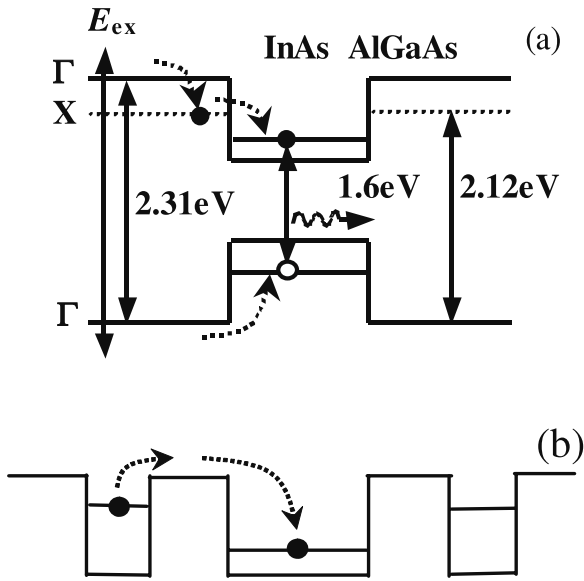 E_ex
InAs AlGaAs (a)
Γ
X
2.31eV 1.6eV 2.12eV
Γ
(b)